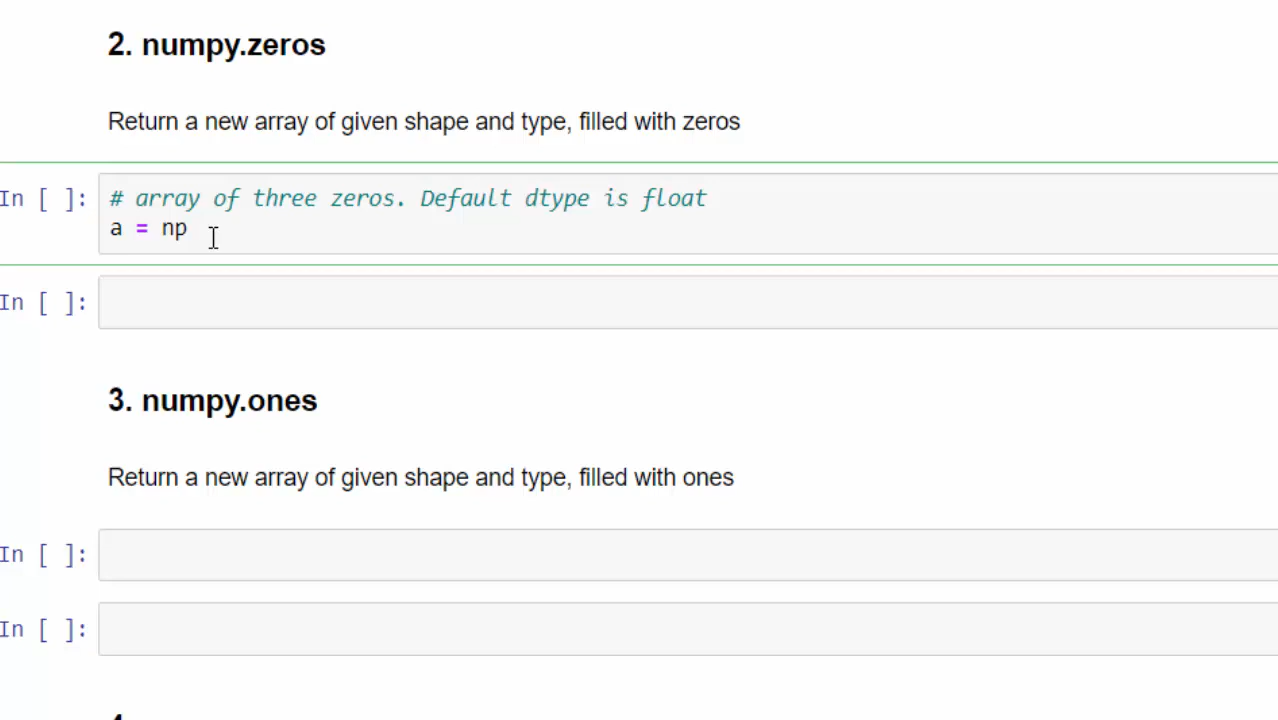 2. numpy.zeros
Return a new array of given shape and type, filled with zeros
In [ ]: # array of three zeros. Default dtype is float
a = np
In [ ]:
3. numpy.ones
Return a new array of given shape and type, filled with ones
In [ ]:
In [ ]: